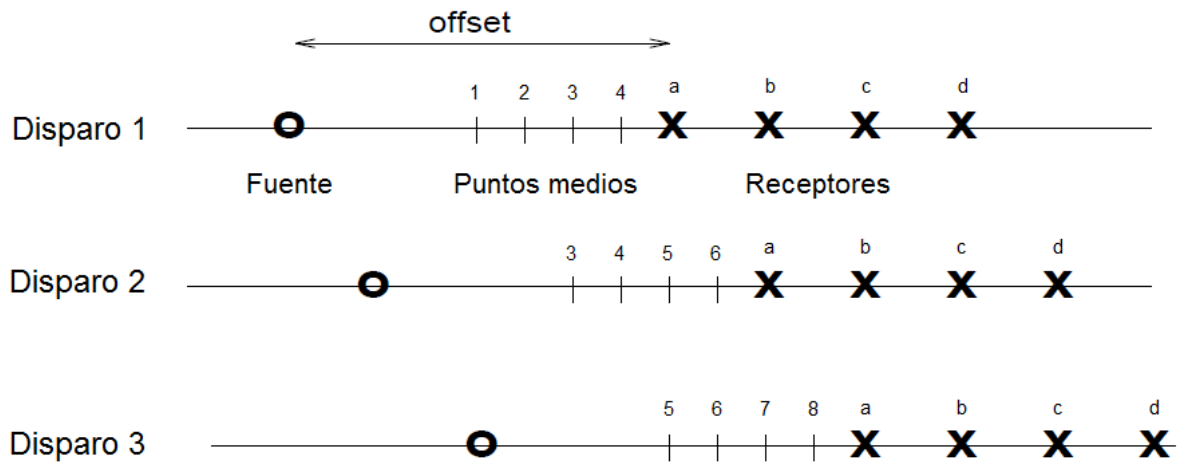 offset
1 2 3 4 a b c d
Disparo 1 O X X X X
Fuente Puntos medios Receptores
3 4 5 6 a b c d
Disparo 2 O X X X X
5 6 7 8 a b c d
Disparo 3 O X X X X